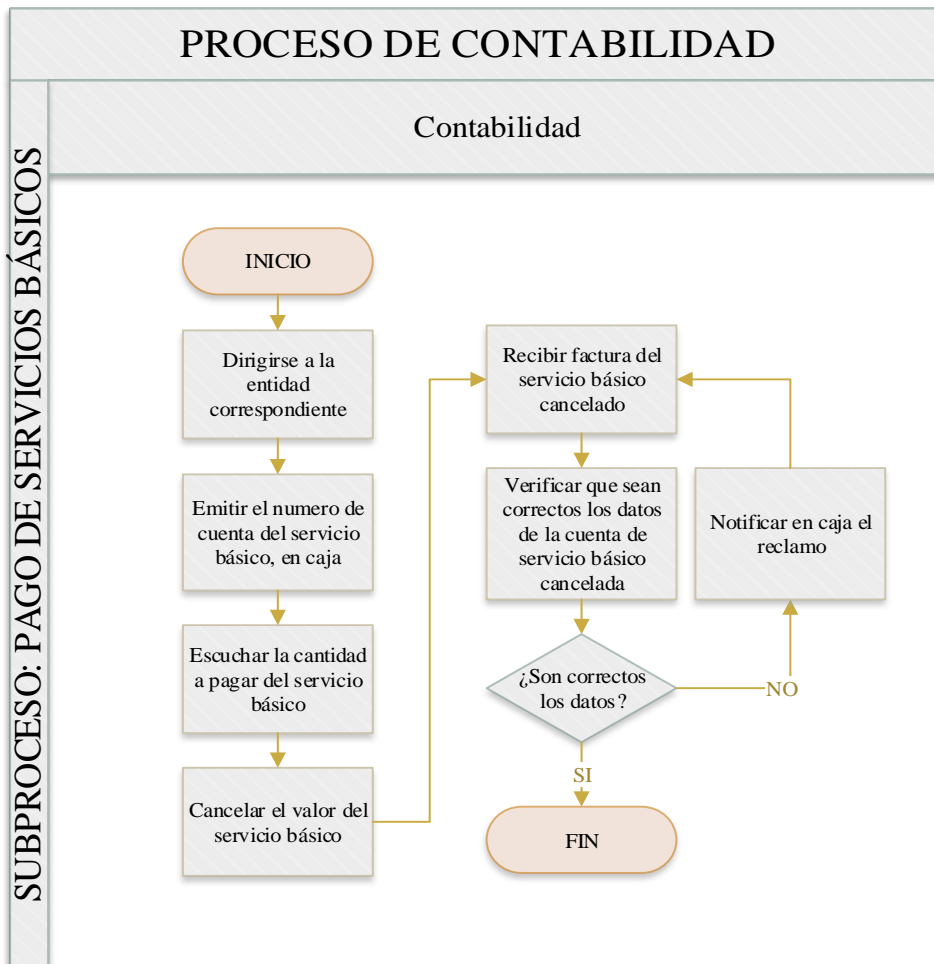 PROCESO DE CONTABILIDAD
Contabilidad
SUBPROCESO: PAGO DE SERVICIOS BÁSICOS
INICIO
Dirigirse a la
entidad
correspondiente
Emitir el numero de
cuenta del servicio
básico, en caja
Escuchar la cantidad
a pagar del servicio
básico
Cancelar el valor del
servicio básico
Recibir factura del
servicio básico
cancelado
Verificar que sean
correctos los datos
de la cuenta de
servicio básico
cancelada
¿Son correctos
los datos?
NO
Notificar en caja el
reclamo
SI
FIN